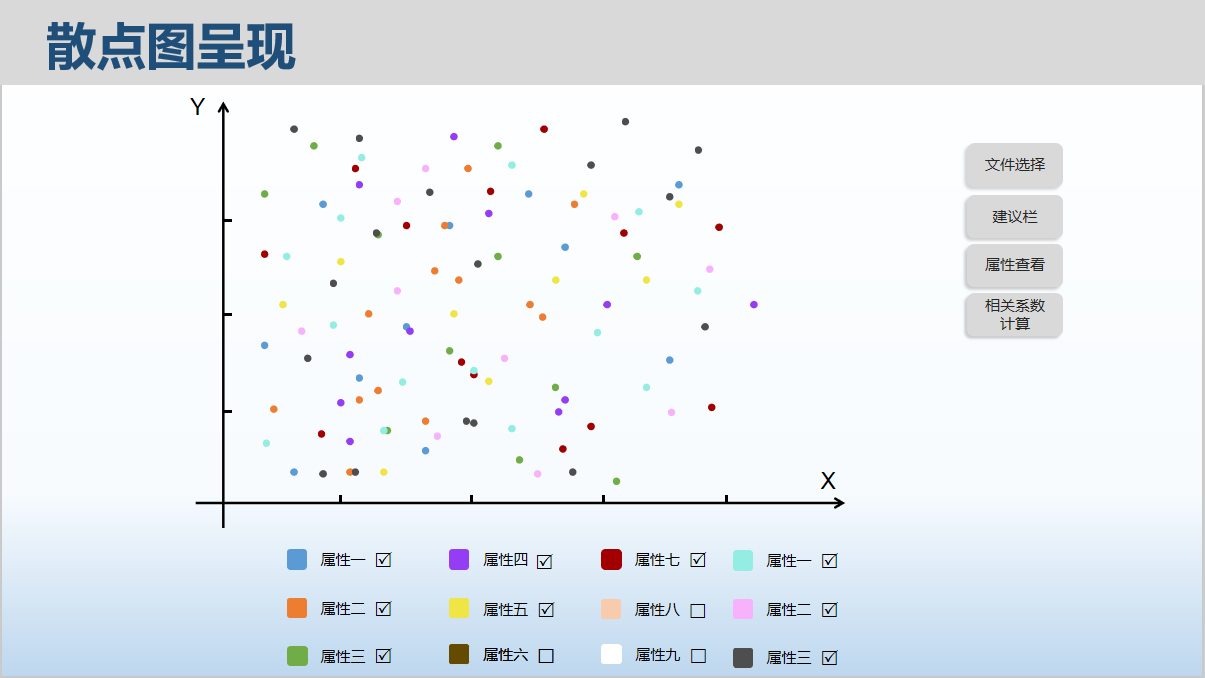 散点图呈现
Y
文件选择
建议栏
属性查看
相关系数
计算
X
属性一 ☑ 属性四 ☑ 属性七 ☑ 属性一 ☑
属性二 ☑ 属性五 ☑ 属性八 ☐ 属性二 ☑
属性三 ☑ 属性六 ☐ 属性九 ☐ 属性三 ☑